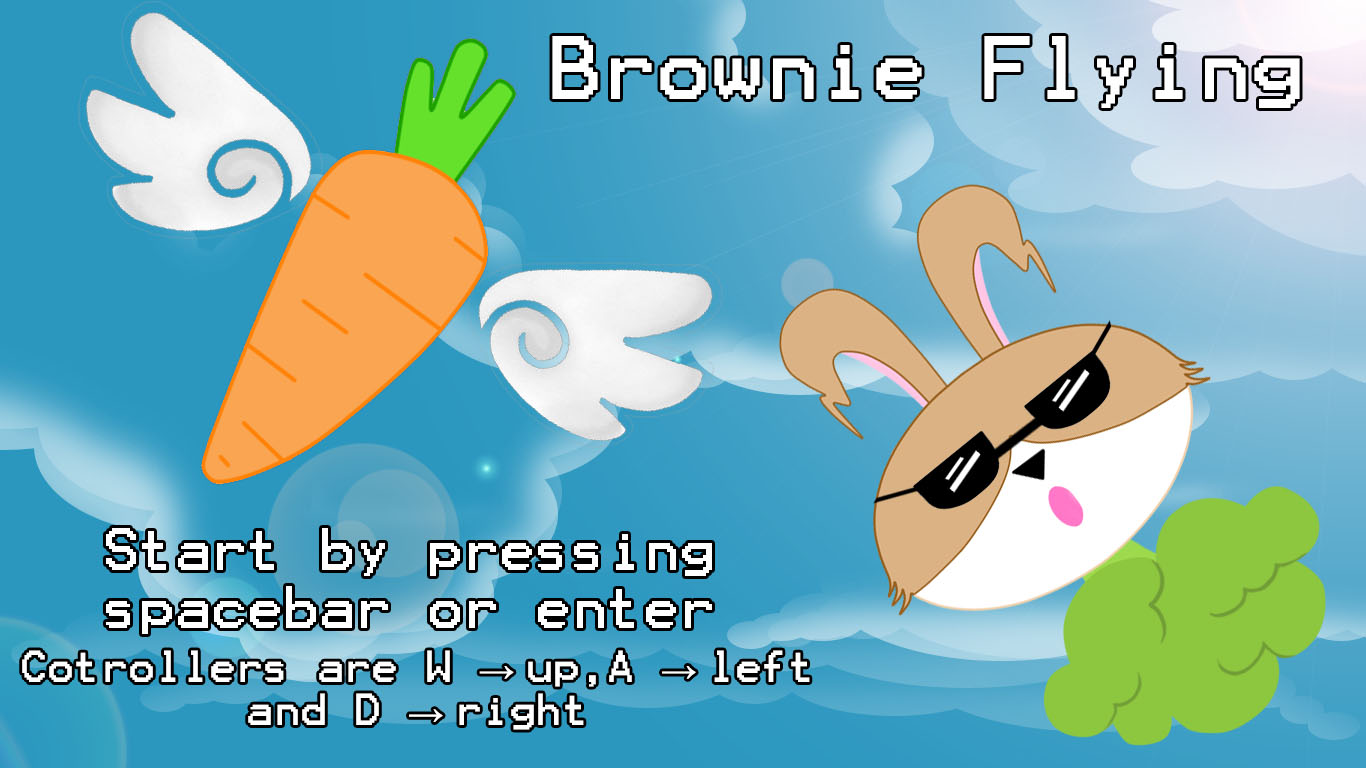 Brownie Flying
Start by pressing
spacebar or enter
Cotrollers are W → up, A → left
and D → right